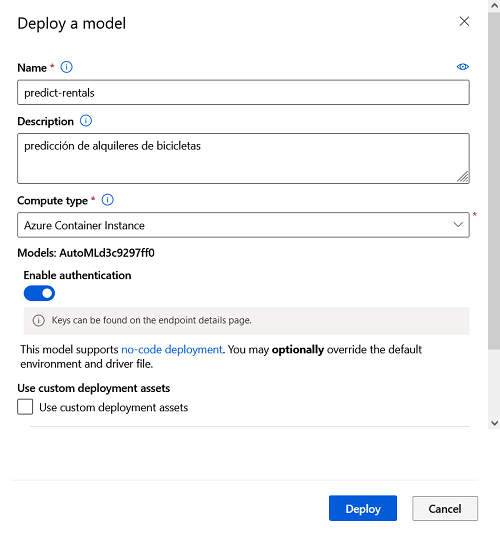 Deploy a model
Name *
predict-rentals
Description
predicción de alquileres de bicicletas
Compute type *
Azure Container Instance
*
Models: AutoMLd3c9297ff0
Enable authentication
Keys can be found on the endpoint details page.
This model supports no-code deployment. You may optionally override the default
environment and driver file.
Use custom deployment assets
Use custom deployment assets
Deploy Cancel